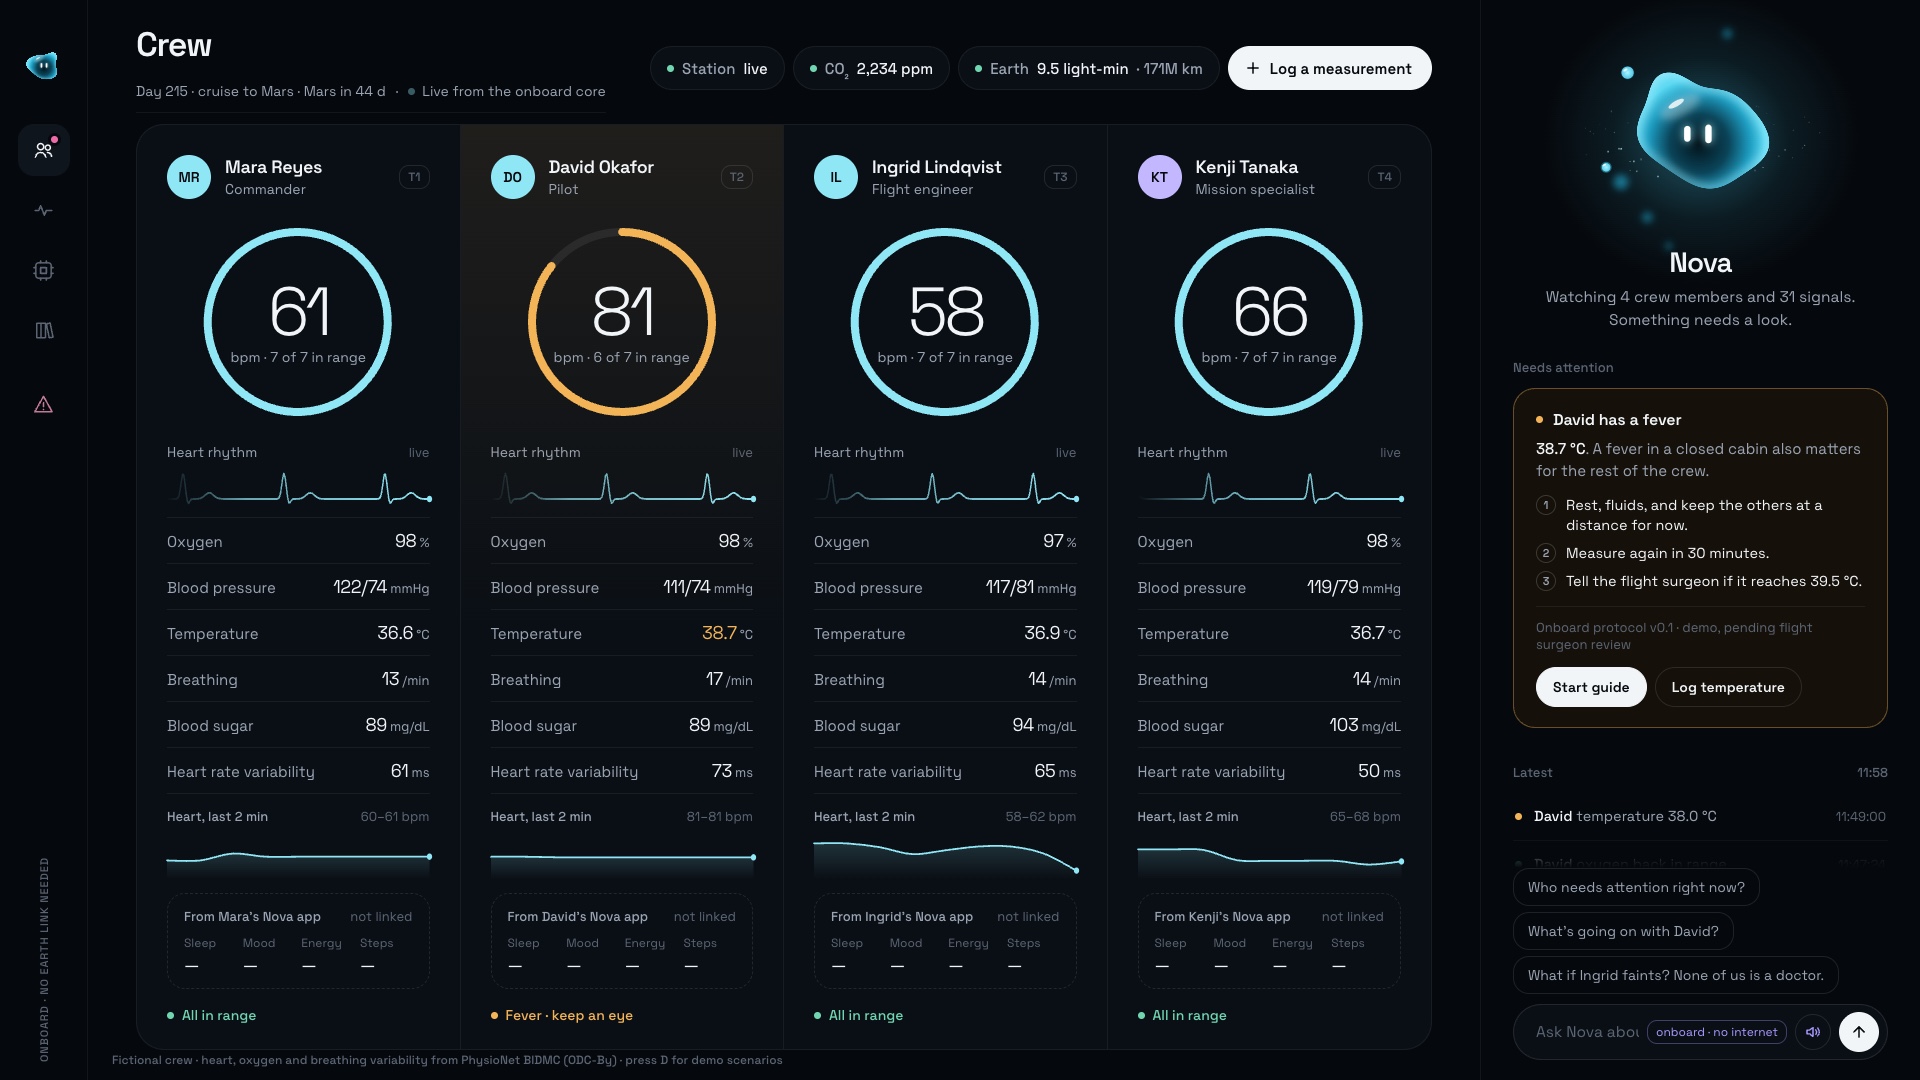 Crew
Day 215 · cruise to Mars · Mars in 44 d · Live from the onboard core
Station live
CO₂ 2,234 ppm
Earth 9.5 light-min · 171M km
+ Log a measurement
MR
Mara Reyes
Commander
T1
61
bpm · 7 of 7 in range
Heart rhythm live
Oxygen 98 %
Blood pressure 122/74 mmHg
Temperature 36.6 °C
Breathing 13 /min
Blood sugar 89 mg/dL
Heart rate variability 61 ms
Heart, last 2 min 60–61 bpm
From Mara's Nova app not linked
Sleep Mood Energy Steps
— — — —
All in range
DO
David Okafor
Pilot
T2
81
bpm · 6 of 7 in range
Heart rhythm live
Oxygen 98 %
Blood pressure 111/74 mmHg
Temperature 38.7 °C
Breathing 17 /min
Blood sugar 89 mg/dL
Heart rate variability 73 ms
Heart, last 2 min 81–81 bpm
From David's Nova app not linked
Sleep Mood Energy Steps
— — — —
Fever · keep an eye
IL
Ingrid Lindqvist
Flight engineer
T3
58
bpm · 7 of 7 in range
Heart rhythm live
Oxygen 97 %
Blood pressure 117/81 mmHg
Temperature 36.9 °C
Breathing 14 /min
Blood sugar 94 mg/dL
Heart rate variability 65 ms
Heart, last 2 min 58–62 bpm
From Ingrid's Nova app not linked
Sleep Mood Energy Steps
— — — —
All in range
KT
Kenji Tanaka
Mission specialist
T4
66
bpm · 7 of 7 in range
Heart rhythm live
Oxygen 98 %
Blood pressure 119/79 mmHg
Temperature 36.7 °C
Breathing 14 /min
Blood sugar 103 mg/dL
Heart rate variability 50 ms
Heart, last 2 min 65–68 bpm
From Kenji's Nova app not linked
Sleep Mood Energy Steps
— — — —
All in range
ONBOARD · NO EARTH LINK NEEDED
Fictional crew · heart, oxygen and breathing variability from PhysioNet BIDMC (ODC-By) · press D for demo scenarios
Nova
Watching 4 crew members and 31 signals.
Something needs a look.
Needs attention
David has a fever
38.7 °C. A fever in a closed cabin also matters
for the rest of the crew.
1 Rest, fluids, and keep the others at a
distance for now.
2 Measure again in 30 minutes.
3 Tell the flight surgeon if it reaches 39.5 °C.
Onboard protocol v0.1 · demo, pending flight
surgeon review
Start guide
Log temperature
Latest 11:58
David temperature 38.0 °C 11:49:00
David oxygen back in range
Who needs attention right now?
What's going on with David?
What if Ingrid faints? None of us is a doctor.
Ask Nova abou
onboard · no internet